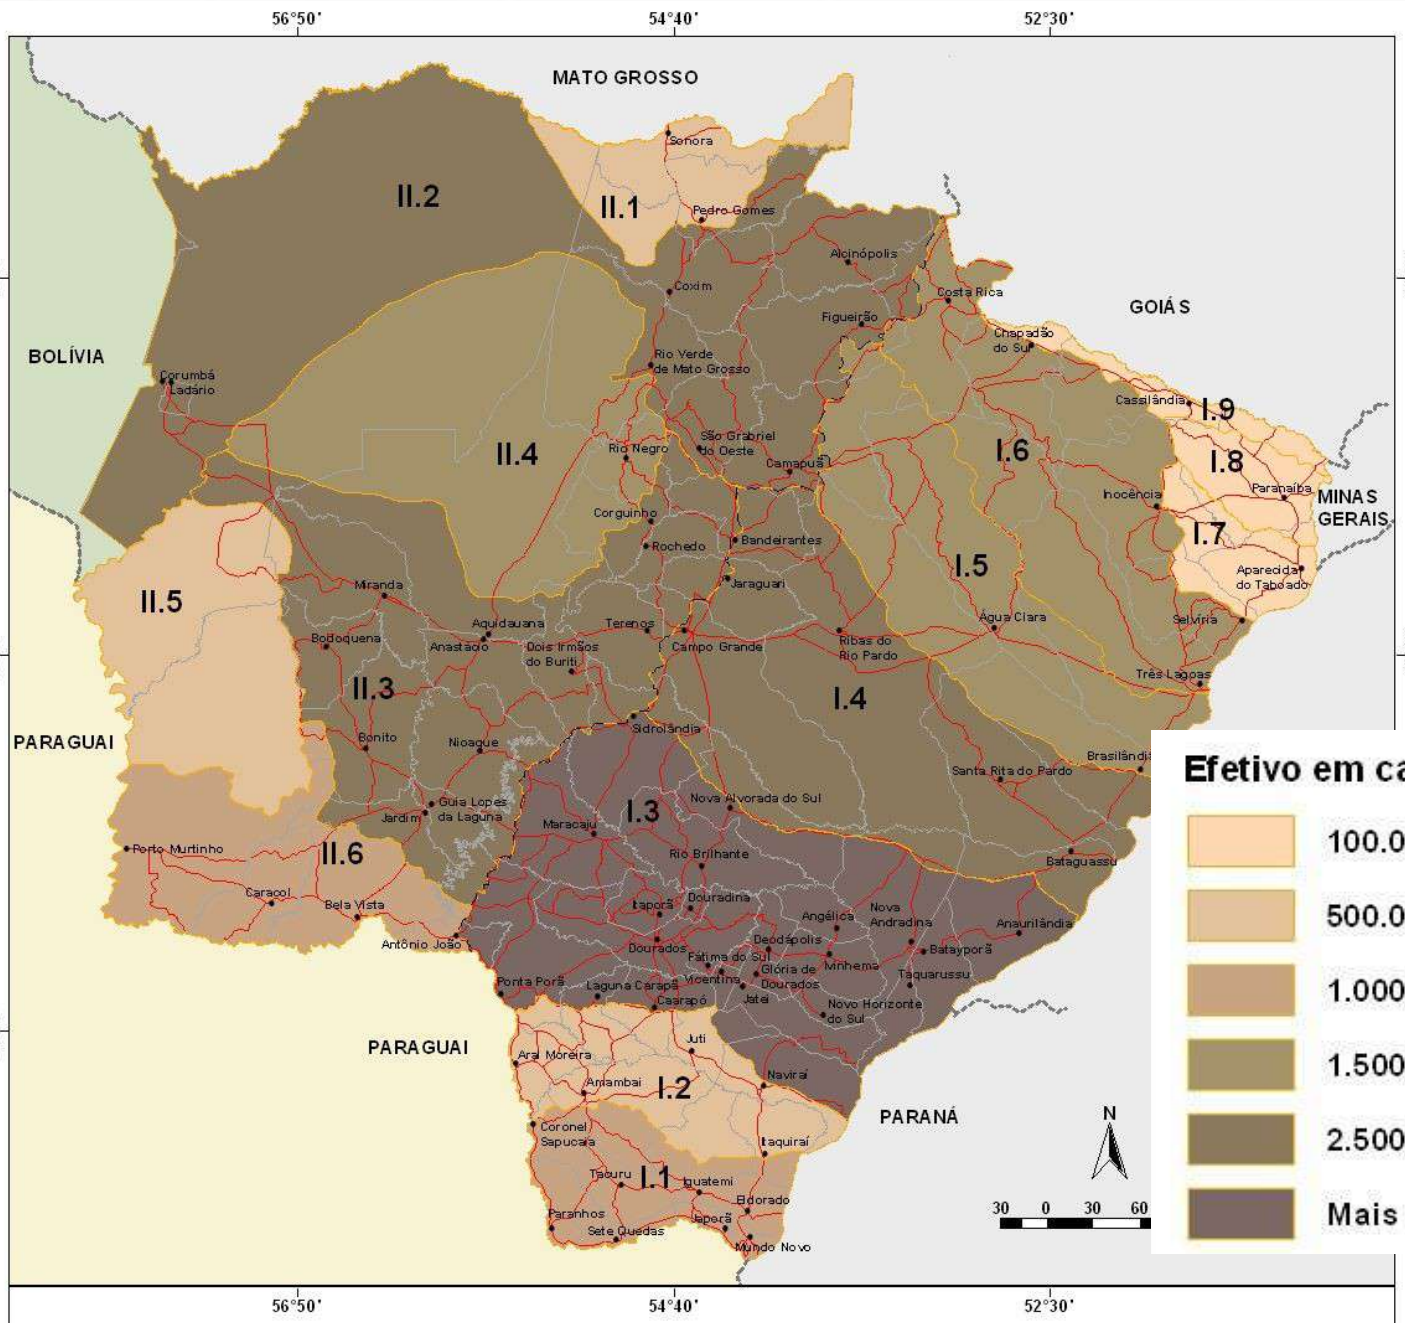 56°50' 54°40' 52°30'
MATO GROSSO
Sonora
II.2
II.1
Pedro Gomes
Alcinópolis
Coxim
Costa Rica
GOIÁS
Figueirão
Chapadão
do Sul
BOLÍVIA
Rio Verde
de Mato Grosso
Corumbá
Ladário
Cassilândia
I.9
São Grabriel
do Oeste
II.4
Rio Negro
I.6
I.8
Camapuã
Paranaíba
Inocência
MINAS
GERAIS
Corguinho
I.7
Bandeirantes
Rochedo
I.5
Aparecida
do Taboado
Jaraguari
Miranda
II.5
Água Clara
Selvíria
Aquidauana
Terenos
Bodoquena
Anastácio
Dois Irmãos
do Buriti
Campo Grande
Ribas do
Rio Pardo
Três Lagoas
II.3
I.4
Sidrolândia
PARAGUAI
Bonito
Nioaque
Brasilândi
Santa Rita do Pardo
Efetivo em ca
Guia Lopes
da Laguna
Jardim
Nova Alvorada do Sul
I.3
Maracaju
100.0
Porto Murtinho
II.6
Rio Brilhante
Bataguassu
Caracol
Bela Vista
Itaporã
Douradina
Angélica
Nova
Andradina
Anaurilândia
500.0
Antônio João
Dourados
Deodápolis
Batayporã
Fátima do Sul
Ivinhema
Vicentina
Glória de
Dourados
Taquarussu
1.000
Ponta Porã
Laguna Carapã
Caarapó
Jateí
Novo Horizonte
do Sul
PARAGUAI
Juti
Aral Moreira
1.500
Amambai
I.2
Naviraí
PARANÁ
N
Coronel
Sapucaia
Itaquiraí
2.500
Tacuru
I.1
Iguatemi
Eldorado
30 0 30 60
Paranhos
Sete Quedas
Japorã
Mundo Novo
Mais
56°50' 54°40' 52°30'